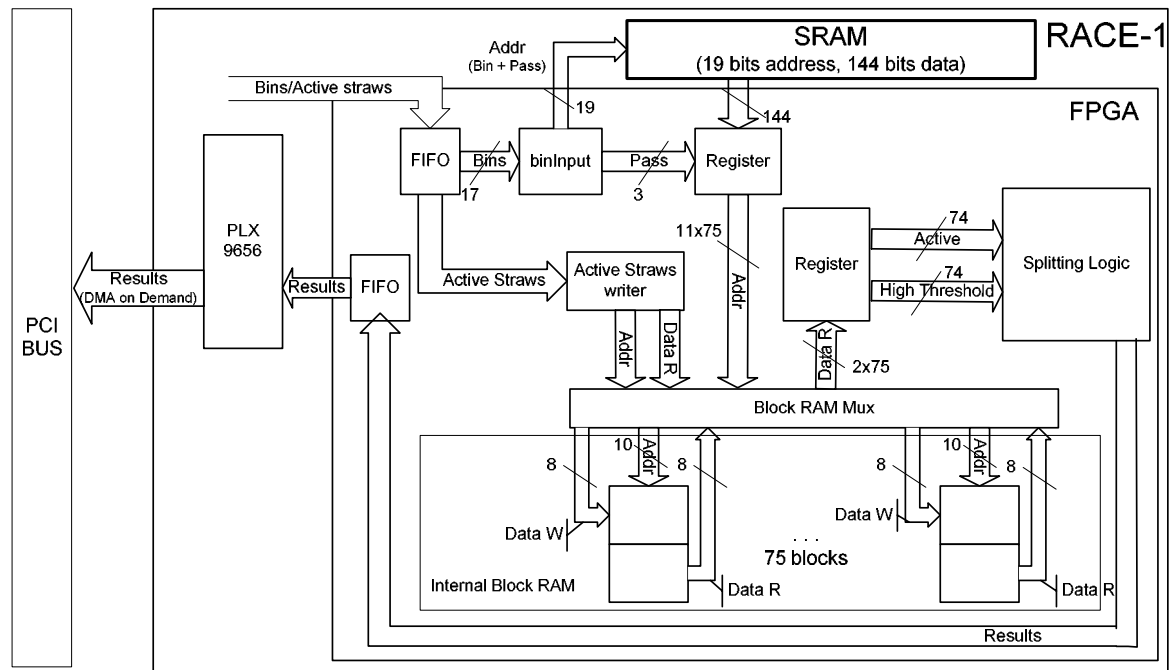 SRAM
(19 bits address, 144 bits data)
RACE-1
Addr
(Bin + Pass)
Bins/Active straws
19
144
FPGA
FIFO
Bins
17
binInput
Pass
3
Register
PLX
9656
11x75
Addr
Register
74
Active
74
High Threshold
Splitting Logic
Results
(DMA on Demand)
Results
FIFO
Active Straws
Active Straws
writer
Addr
Data R
Data R
2x75
PCI
BUS
Block RAM Mux
8
10
Addr
8
8
10
Addr
8
Data W
Data W
. . .
75 blocks
Internal Block RAM
Data R
Data R
Results